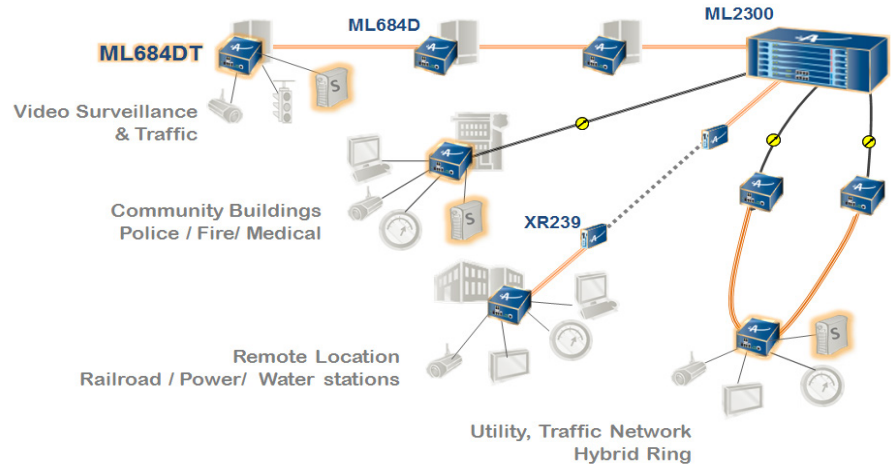 ML2300
ML684D
ML684DT
Video Surveillance
& Traffic
S
Community Buildings
Police / Fire/ Medical
S
XR239
Remote Location
Railroad / Power/ Water stations
S
Utility, Traffic Network
Hybrid Ring